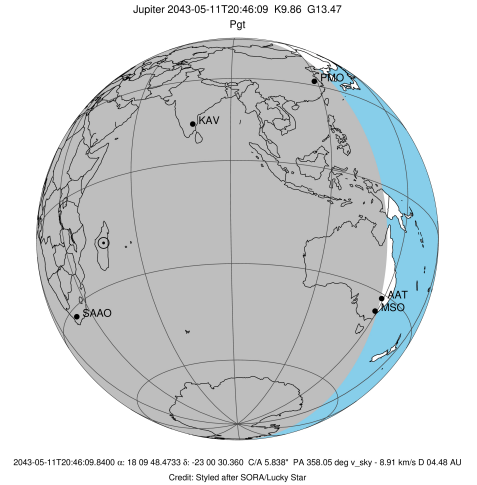 Jupiter 2043-05-11T20:46:09 K9.86 G13.47
Pgt
PMO
KAV
AAT
MSO
SAAO
2043-05-11T20:46:09.8400 α: 18 09 48.4733 δ: -23 00 30.360 C/A 5.838" PA 358.05 deg v_sky - 8.91 km/s D 04.48 AU
Credit: Styled after SORA/Lucky Star